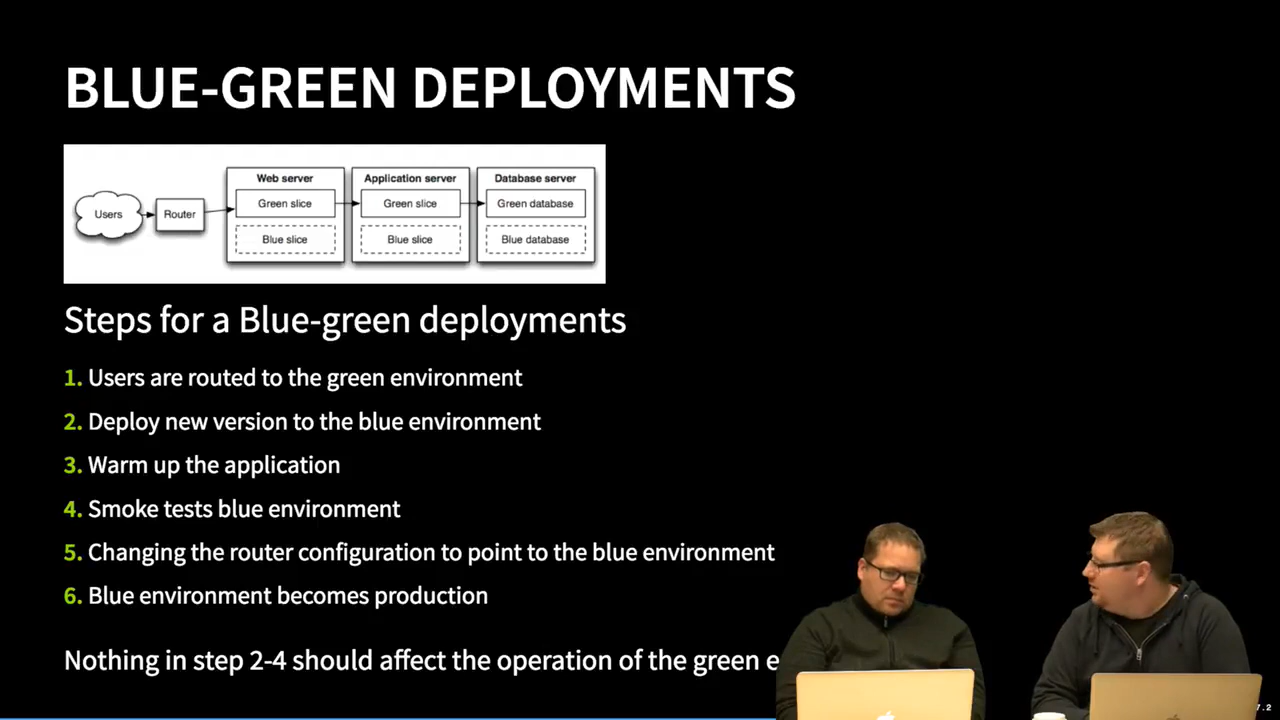 BLUE-GREEN DEPLOYMENTS
Web server
Application server
Database server
Users
Router
Green slice
Green slice
Green database
Blue slice
Blue slice
Blue database
Steps for a Blue-green deployments
1. Users are routed to the green environment
2. Deploy new version to the blue environment
3. Warm up the application
4. Smoke tests blue environment
5. Changing the router configuration to point to the blue environment
6. Blue environment becomes production
Nothing in step 2-4 should affect the operation of the green e
7.2